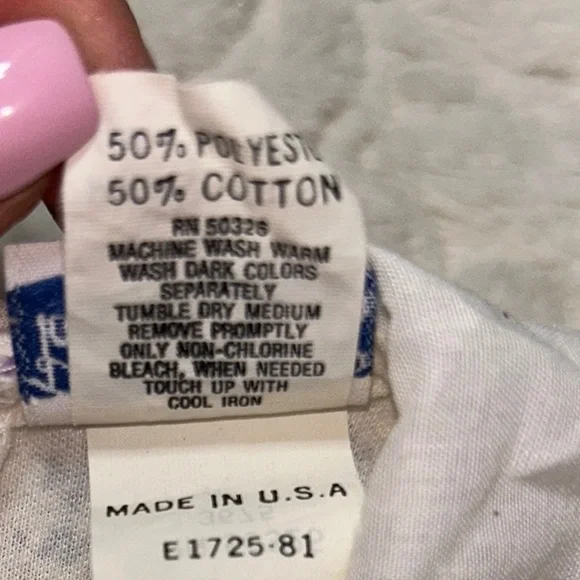 50% POLYESTE
50% COTTON
RN 50326
MACHINE WASH WARM
WASH DARK COLORS
SEPARATELY
TUMBLE DRY MEDIUM
REMOVE PROMPTLY
ONLY NON-CHLORINE
BLEACH, WHEN NEEDED
TOUCH UP WITH
COOL IRON
MADE IN U.S.A
E1725-81